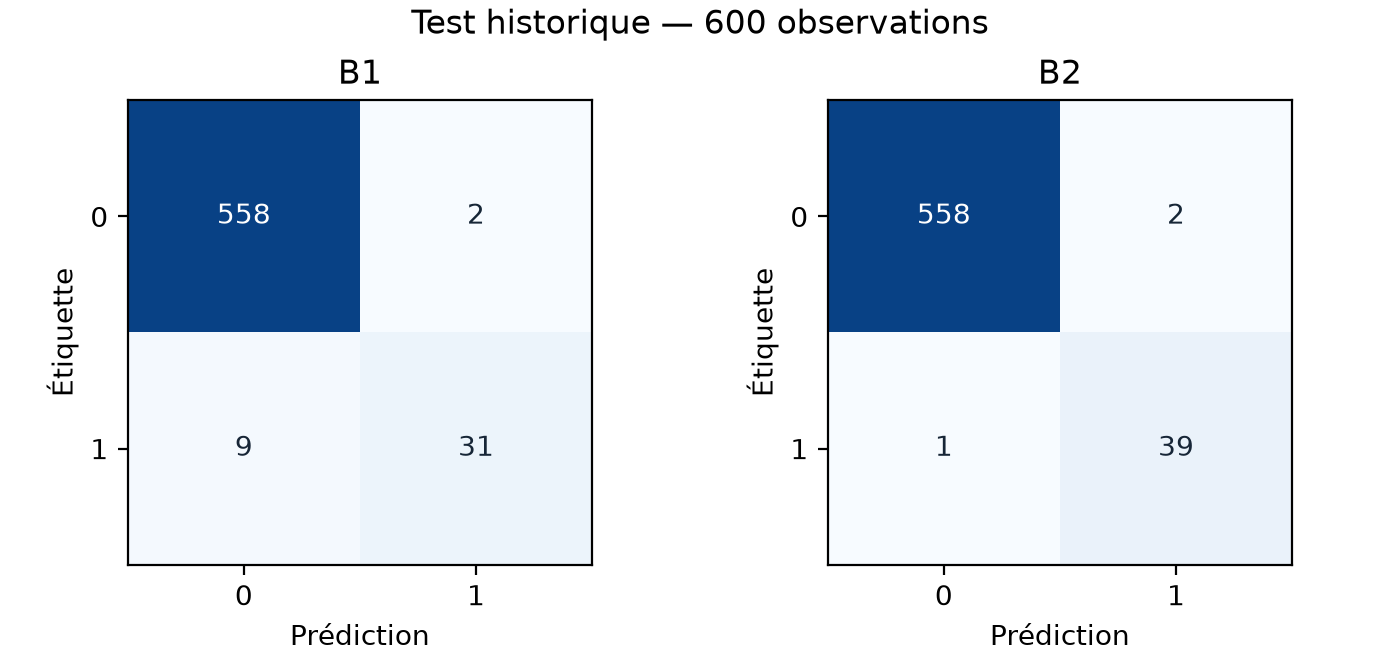 Test historique — 600 observations
B1
0
558
2
Étiquette
1
9
31
0
1
Prédiction
B2
0
558
2
Étiquette
1
1
39
0
1
Prédiction